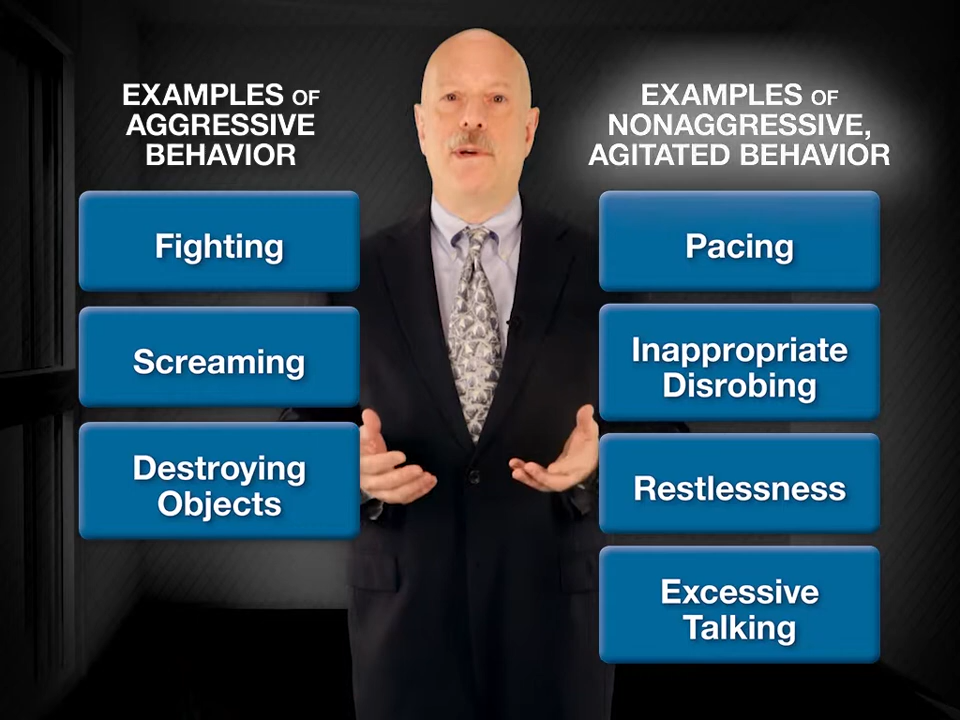 EXAMPLES OF
AGGRESSIVE
BEHAVIOR
Fighting
Screaming
Destroying
Objects
EXAMPLES OF
NONAGGRESSIVE,
AGITATED BEHAVIOR
Pacing
Inappropriate
Disrobing
Restlessness
Excessive
Talking